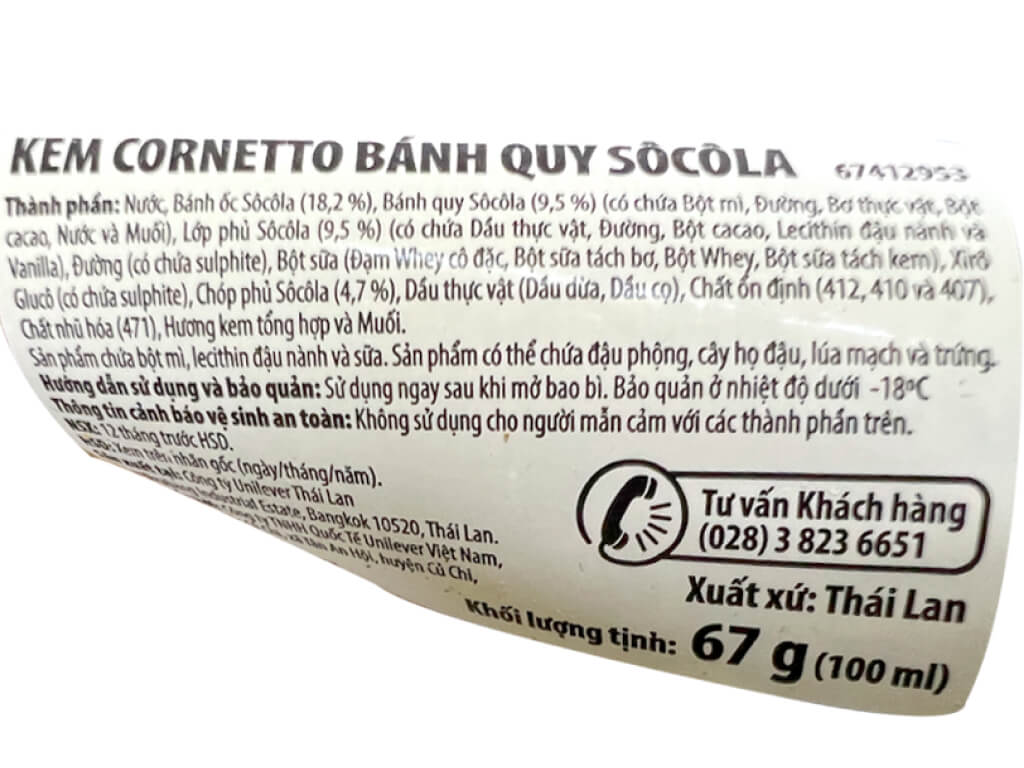 KEM CORNETTO BÁNH QUY SÔCÔLA 67412953
Thành phần: Nước, Bánh ốc Sôcôla (18,2 %), Bánh quy Sôcôla (9,5 %) (có chứa Bột mì, Đường, Bơ thực vật, Bột
cacao, Nước và Muối), Lớp phủ Sôcôla (9,5 %) (có chứa Dầu thực vật, Đường, Bột cacao, Lecithin đậu nành và
Vanilla), Đường (có chứa sulphite), Bột sữa (Đạm Whey cô đặc, Bột sữa tách bơ, Bột Whey, Bột sữa tách kem), Xirô
Glucô (có chứa sulphite), Chóp phủ Sôcôla (4,7 %), Dầu thực vật (Dầu dừa, Dầu cọ), Chất ổn định (412, 410 và 407),
Chất nhũ hóa (471), Hương kem tổng hợp và Muối.
Sản phẩm chứa bột mì, lecithin đậu nành và sữa. Sản phẩm có thể chứa đậu phộng, cây họ đậu, lúa mạch và trứng.
Hướng dẫn sử dụng và bảo quản: Sử dụng ngay sau khi mở bao bì. Bảo quản ở nhiệt độ dưới -18ºC
Thông tin cảnh báo vệ sinh an toàn: Không sử dụng cho người mẫn cảm với các thành phần trên.
NSX: 12 tháng trước HSD.
HSD: Xem trên nhãn gốc (ngày/tháng/năm).
Công ty Unilever Thái Lan
Industrial Estate, Bangkok 10520, Thái Lan.
TNHH Quốc Tế Unilever Việt Nam,
Tân An Hội, huyện Củ Chi,
Tư vấn Khách hàng
(028) 3 823 6651
Xuất xứ: Thái Lan
Khối lượng tịnh: 67 g (100 ml)